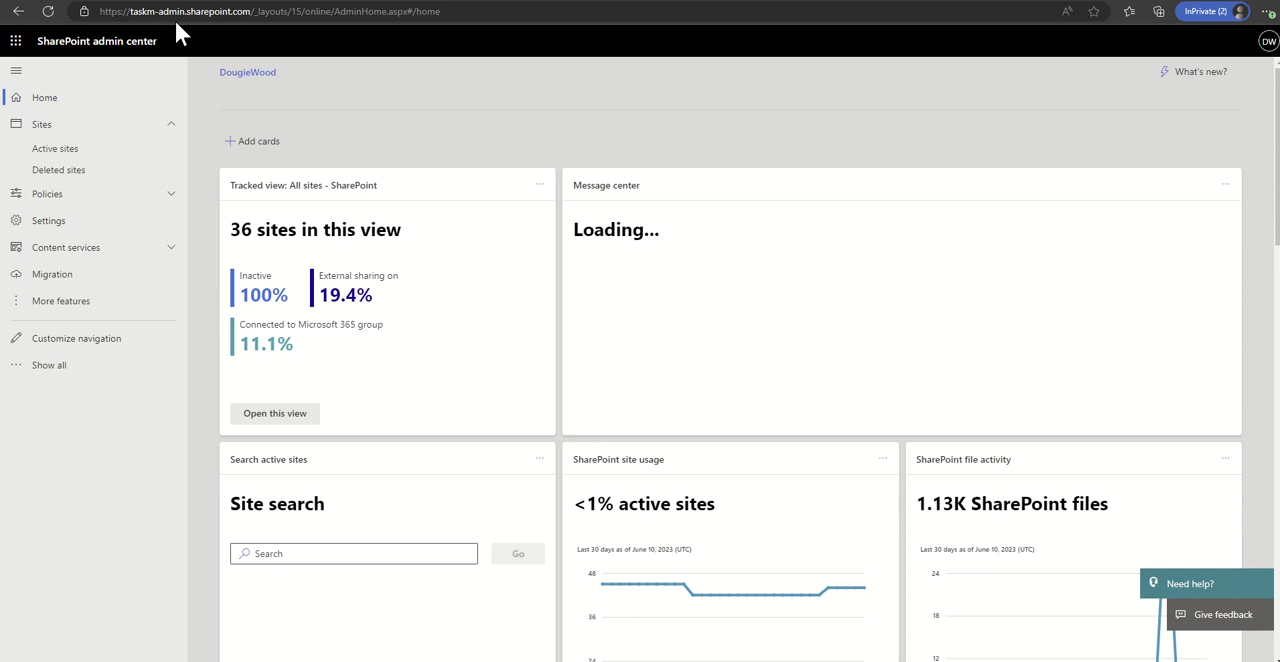 https://taskm-admin.sharepoint.com/_layouts/15/online/AdminHome.aspx#/home
InPrivate (2)
SharePoint admin center
DW
Home
Sites
Active sites
Deleted sites
Policies
Settings
Content services
Migration
More features
Customize navigation
Show all
DougieWood
What's new?
Add cards
Tracked view: All sites - SharePoint
36 sites in this view
Inactive
100%
External sharing on
19.4%
Connected to Microsoft 365 group
11.1%
Open this view
Message center
Loading...
Search active sites
Site search
Search
Go
SharePoint site usage
<1% active sites
Last 30 days as of June 10, 2023 (UTC)
48
36
24
SharePoint file activity
1.13K SharePoint files
Last 30 days as of June 10, 2023 (UTC)
24
18
12
Need help?
Give feedback